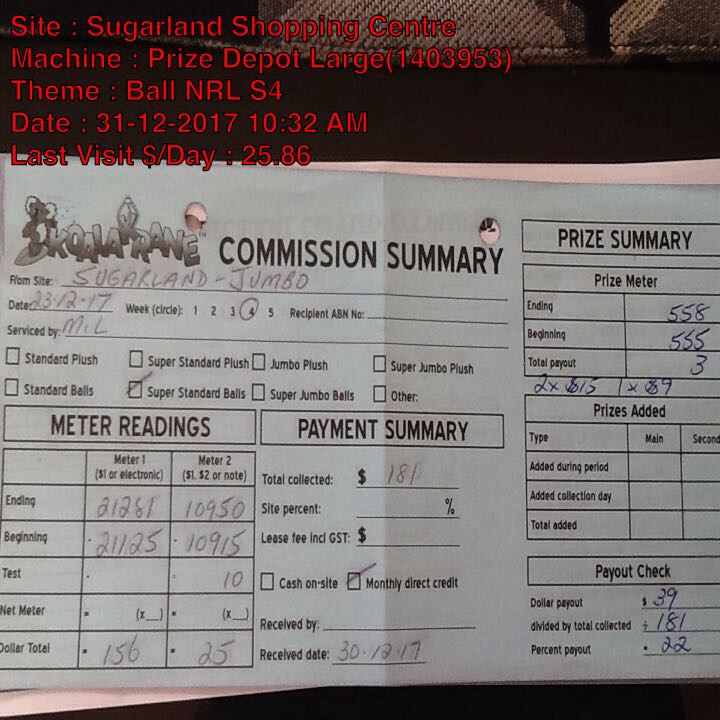 Site : Sugarland Shopping Centre
Machine : Prize Depot Large(1403953)
Theme : Ball NRL S4
Date : 31-12-2017 10:32 AM
Last Visit $/Day : 25.86
KOALA KRANE
COMMISSION SUMMARY
From Site: SUGARLAND - JUMBO
Date: 23.12.17 Week (circle): 1 2 3 4 5 Recipient ABN No:
Serviced by: M.L
Standard Plush Super Standard Plush Jumbo Plush Super Jumbo Plush
Standard Balls Super Standard Balls Super Jumbo Balls Other:
METER READINGS
Meter 1 Meter 2
($1 or electronic) ($1, $2 or note)
Ending 21281 10950
Beginning 21125 10915
Test 10
Net Meter (x__) (x__)
Dollar Total 156 25
PAYMENT SUMMARY
Total collected: $ 181
Site percent: %
Lease fee incl GST: $
Cash on-site Monthly direct credit
Received by:
Received date: 30.12.17
PRIZE SUMMARY
Prize Meter
Ending 558
Beginning 555
Total payout 3
2x $15 1x $9
Prizes Added
Type Main Second
Added during period
Added collection day
Total added
Payout Check
Dollar payout $ 39
divided by total collected ÷ 181
Percent payout = .22